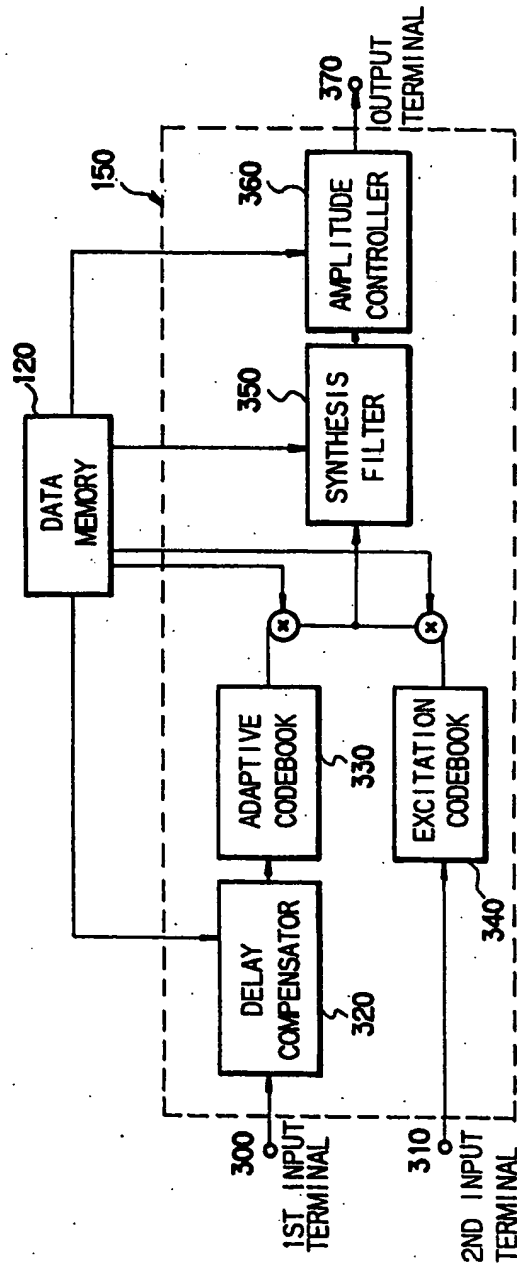 120
DATA
MEMORY
150
300
1ST INPUT
TERMINAL
DELAY
COMPENSATOR
320
ADAPTIVE
CODEBOOK
330
x
SYNTHESIS
FILTER
350
AMPLITUDE
CONTROLLER
360
370
OUTPUT
TERMINAL
310
2ND INPUT
TERMINAL
EXCITATION
CODEBOOK
340
x